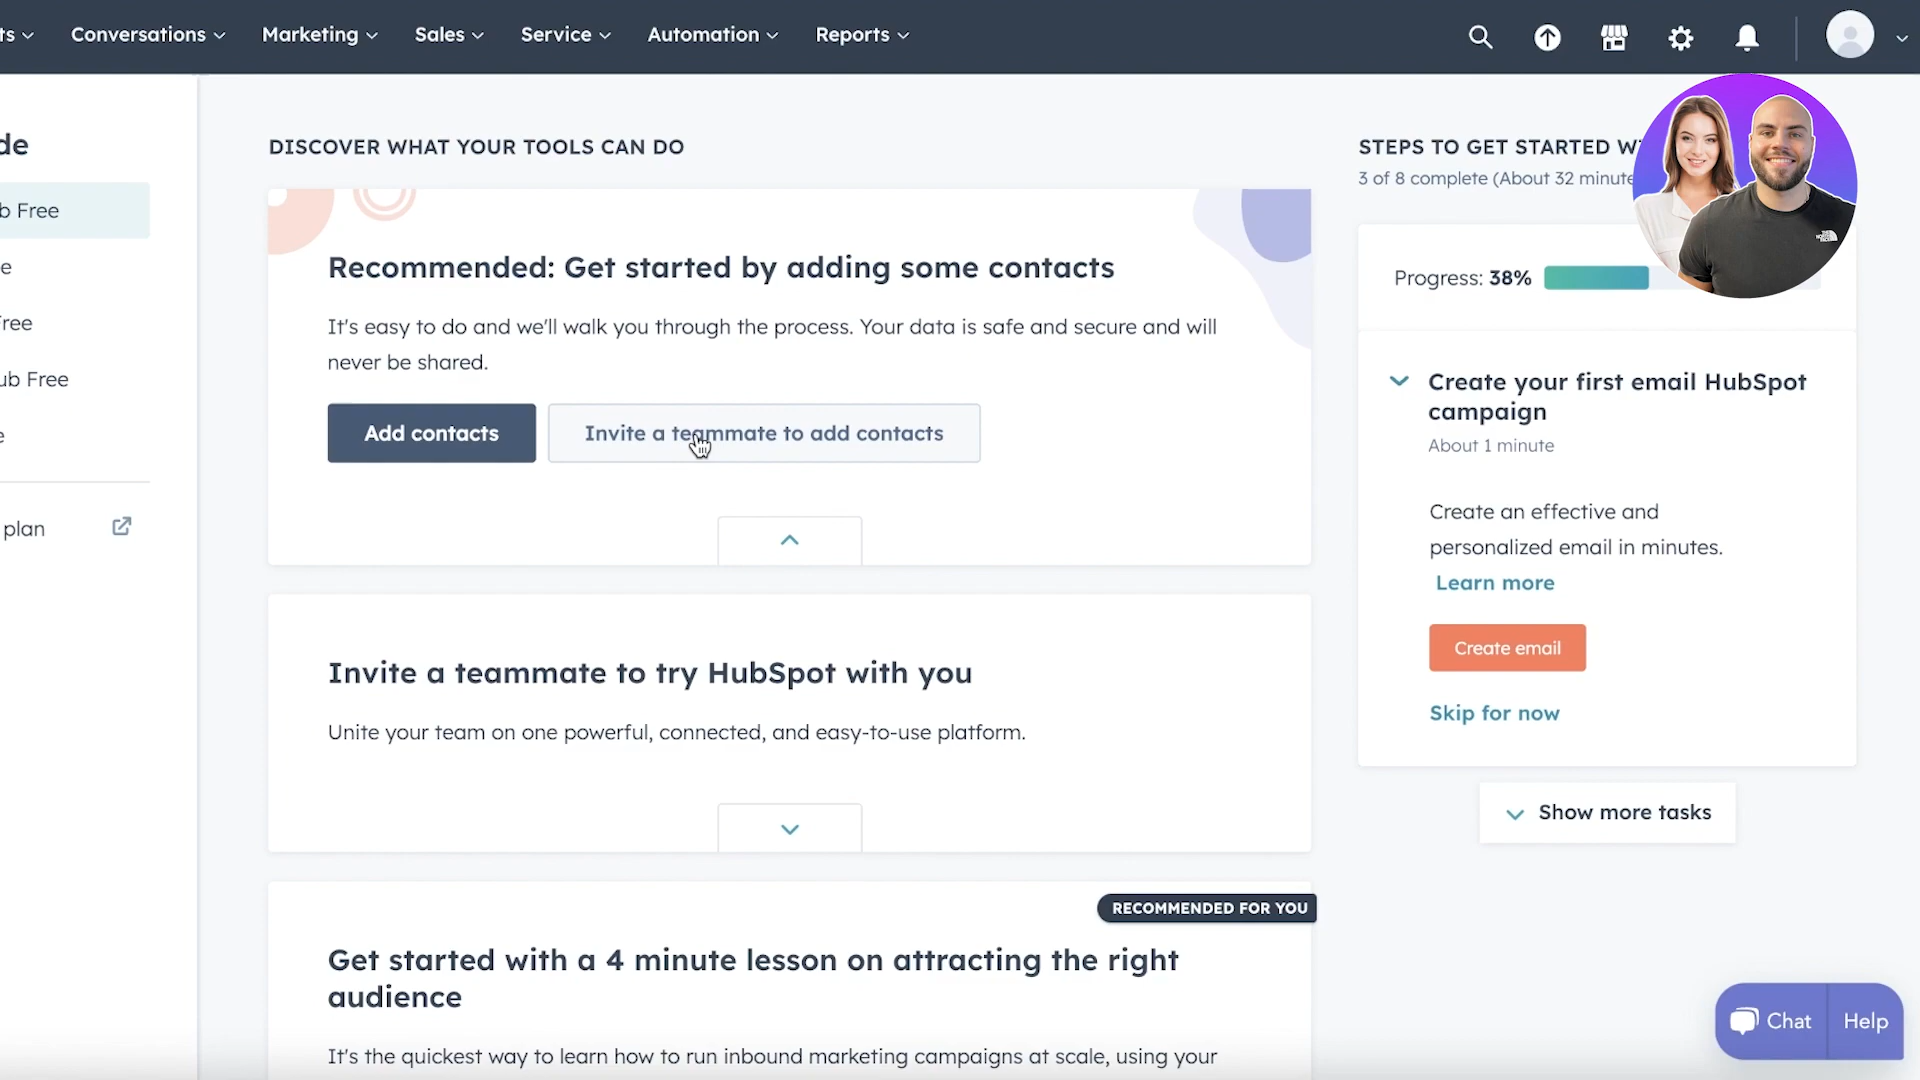 ts
Conversations
Marketing
Sales
Service
Automation
Reports
de
b Free
e
Free
ub Free
e
plan
DISCOVER WHAT YOUR TOOLS CAN DO
Recommended: Get started by adding some contacts
It's easy to do and we'll walk you through the process. Your data is safe and secure and will
never be shared.
Add contacts
Invite a teammate to add contacts
Invite a teammate to try HubSpot with you
Unite your team on one powerful, connected, and easy-to-use platform.
RECOMMENDED FOR YOU
Get started with a 4 minute lesson on attracting the right
audience
It's the quickest way to learn how to run inbound marketing campaigns at scale, using your
STEPS TO GET STARTED W
3 of 8 complete (About 32 minute
Progress: 38%
Create your first email HubSpot
campaign
About 1 minute
Create an effective and
personalized email in minutes.
Learn more
Create email
Skip for now
Show more tasks
Chat
Help